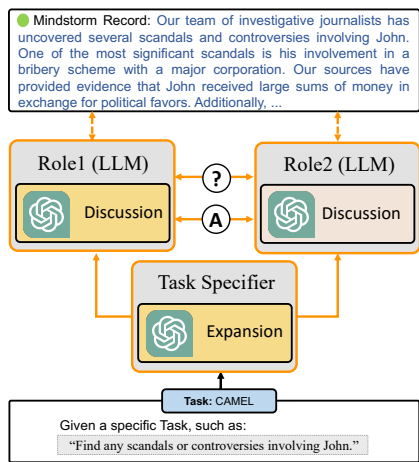 Mindstorm Record: Our team of investigative journalists has
uncovered several scandals and controversies involving John.
One of the most significant scandals is his involvement in a
bribery scheme with a major corporation. Our sources have
provided evidence that John received large sums of money in
exchange for political favors. Additionally, ...
Role1 (LLM)
Discussion
?
A
Role2 (LLM)
Discussion
Task Specifier
Expansion
Task: CAMEL
Given a specific Task, such as:
“Find any scandals or controversies involving John.”